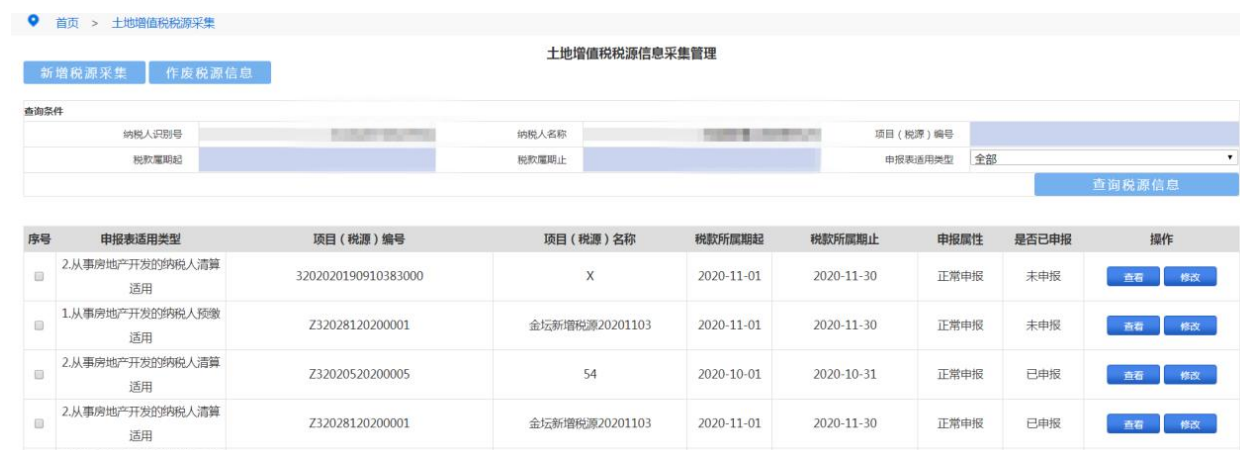 首页 > 土地增值税税源采集
土地增值税税源信息采集管理
新增税源采集 作废税源信息
查询条件
纳税人识别号 纳税人名称 项目（税源）编号
税款属期起 税款属期止 申报表适用类型 全部
查询税源信息
序号 申报表适用类型 项目（税源）编号 项目（税源）名称 税款所属期起 税款所属期止 申报属性 是否已申报 操作
2.从事房地产开发的纳税人清算
适用 3202020190910383000 X 2020-11-01 2020-11-30 正常申报 未申报 查看 修改
1.从事房地产开发的纳税人预缴
适用 Z32028120200001 金坛新增税源20201103 2020-11-01 2020-11-30 正常申报 未申报 查看 修改
2.从事房地产开发的纳税人清算
适用 Z32020520200005 54 2020-10-01 2020-10-31 正常申报 已申报 查看 修改
2.从事房地产开发的纳税人清算
适用 Z32028120200001 金坛新增税源20201103 2020-11-01 2020-11-30 正常申报 已申报 查看 修改